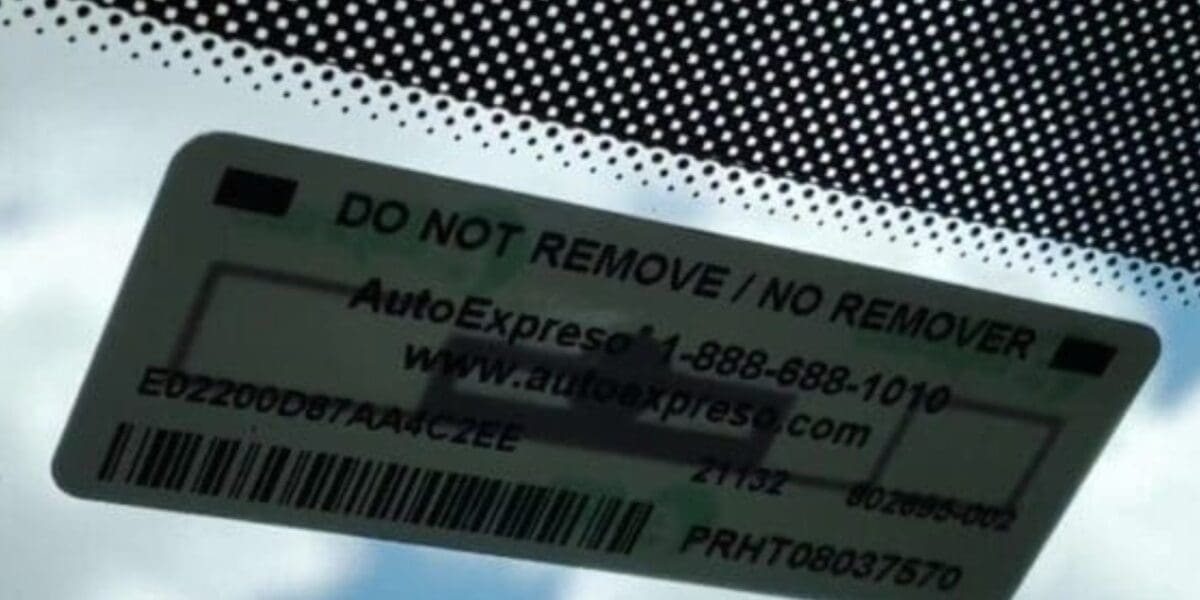 DO NOT REMOVE / NO REMOVER
AutoExpreso 1-888-688-1010
www.autoexpreso.com
E02200D87AA4C2EE
21132 802695-002
PRHT08037570